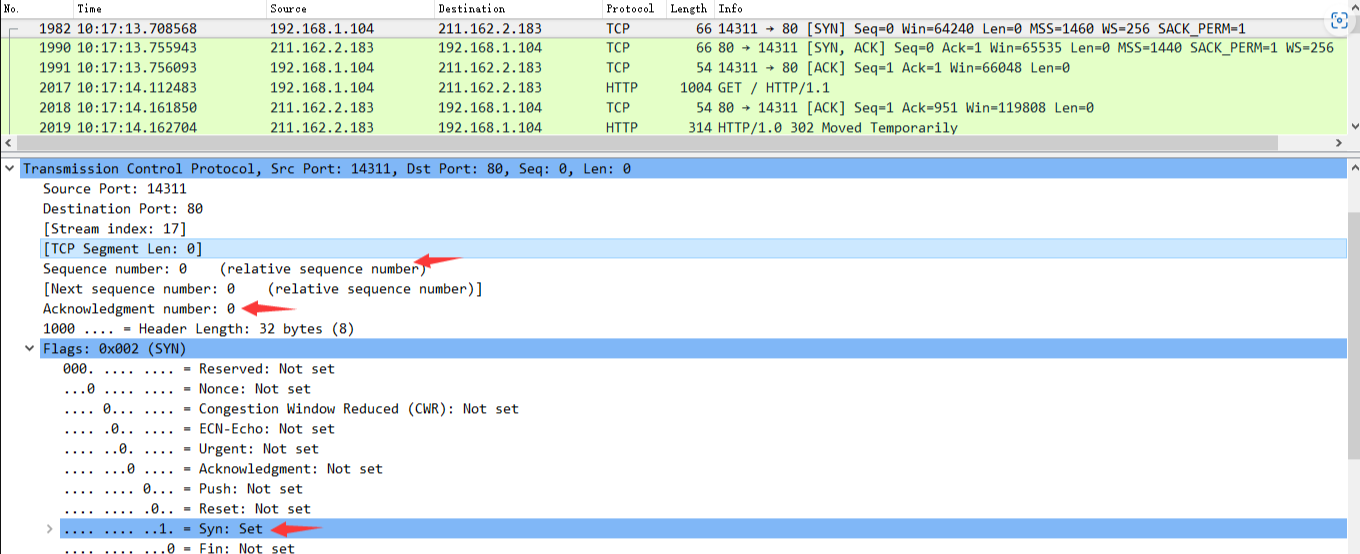 No. Time Source Destination Protocol Length Info
1982 10:17:13.708568 192.168.1.104 211.162.2.183 TCP 66 14311 → 80 [SYN] Seq=0 Win=64240 Len=0 MSS=1460 WS=256 SACK_PERM=1
1990 10:17:13.755943 211.162.2.183 192.168.1.104 TCP 66 80 → 14311 [SYN, ACK] Seq=0 Ack=1 Win=65535 Len=0 MSS=1440 SACK_PERM=1 WS=256
1991 10:17:13.756093 192.168.1.104 211.162.2.183 TCP 54 14311 → 80 [ACK] Seq=1 Ack=1 Win=66048 Len=0
2017 10:17:14.112483 192.168.1.104 211.162.2.183 HTTP 1004 GET / HTTP/1.1
2018 10:17:14.161850 211.162.2.183 192.168.1.104 TCP 54 80 → 14311 [ACK] Seq=1 Ack=951 Win=119808 Len=0
2019 10:17:14.162704 211.162.2.183 192.168.1.104 HTTP 314 HTTP/1.0 302 Moved Temporarily
Transmission Control Protocol, Src Port: 14311, Dst Port: 80, Seq: 0, Len: 0
Source Port: 14311
Destination Port: 80
[Stream index: 17]
[TCP Segment Len: 0]
Sequence number: 0 (relative sequence number)
[Next sequence number: 0 (relative sequence number)]
Acknowledgment number: 0
1000 .... = Header Length: 32 bytes (8)
Flags: 0x002 (SYN)
000. .... .... = Reserved: Not set
...0 .... .... = Nonce: Not set
.... 0... .... = Congestion Window Reduced (CWR): Not set
.... .0.. .... = ECN-Echo: Not set
.... ..0. .... = Urgent: Not set
.... ...0 .... = Acknowledgment: Not set
.... .... 0... = Push: Not set
.... .... .0.. = Reset: Not set
.... .... ..1. = Syn: Set
.... .... ...0 = Fin: Not set